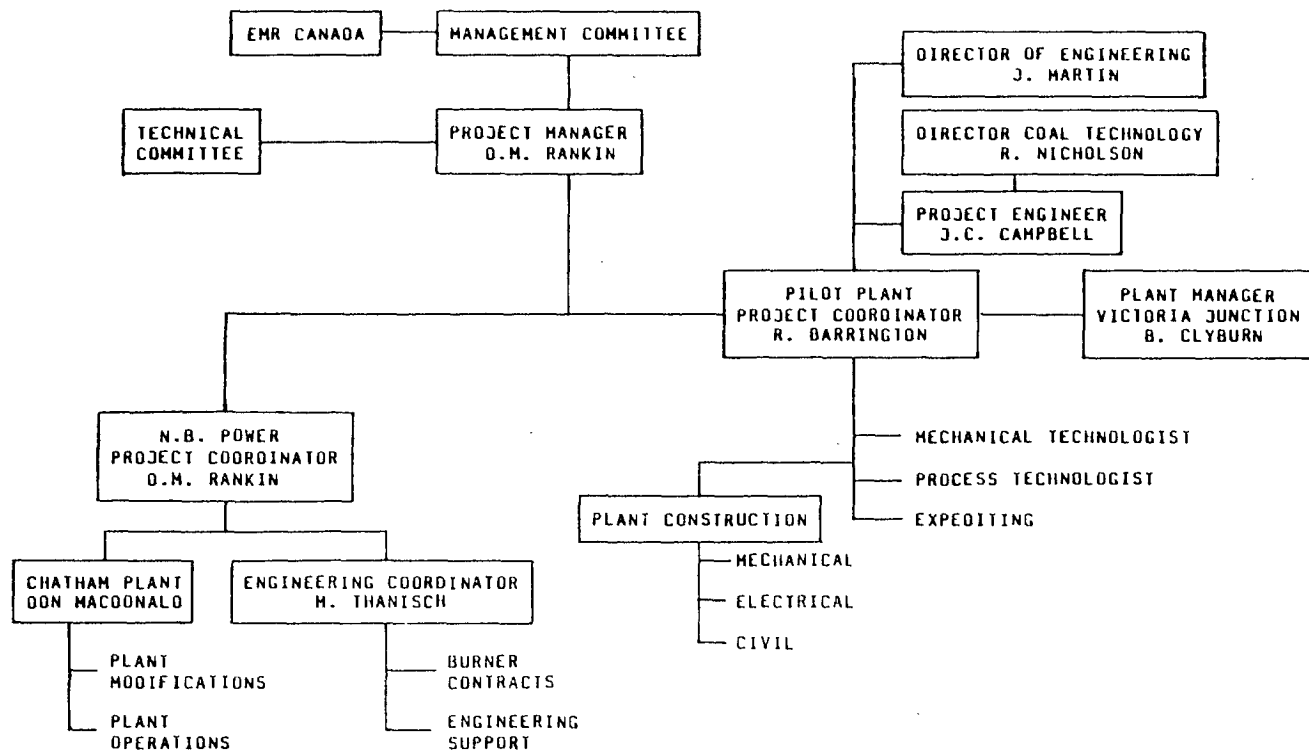 EMR CANADA
MANAGEMENT COMMITTEE
DIRECTOR OF ENGINEERING
J. MARTIN
TECHNICAL
COMMITTEE
PROJECT MANAGER
O.M. RANKIN
DIRECTOR COAL TECHNOLOGY
R. NICHOLSON
PROJECT ENGINEER
J.C. CAMPBELL
PILOT PLANT
PROJECT COORDINATOR
R. BARRINGTON
PLANT MANAGER
VICTORIA JUNCTION
B. CLYBURN
N.B. POWER
PROJECT COORDINATOR
O.M. RANKIN
MECHANICAL TECHNOLOGIST
PROCESS TECHNOLOGIST
EXPEDITING
PLANT CONSTRUCTION
MECHANICAL
ELECTRICAL
CIVIL
CHATHAM PLANT
DON MACDONALD
ENGINEERING COORDINATOR
M. THANISCH
PLANT
MODIFICATIONS
PLANT
OPERATIONS
BURNER
CONTRACTS
ENGINEERING
SUPPORT